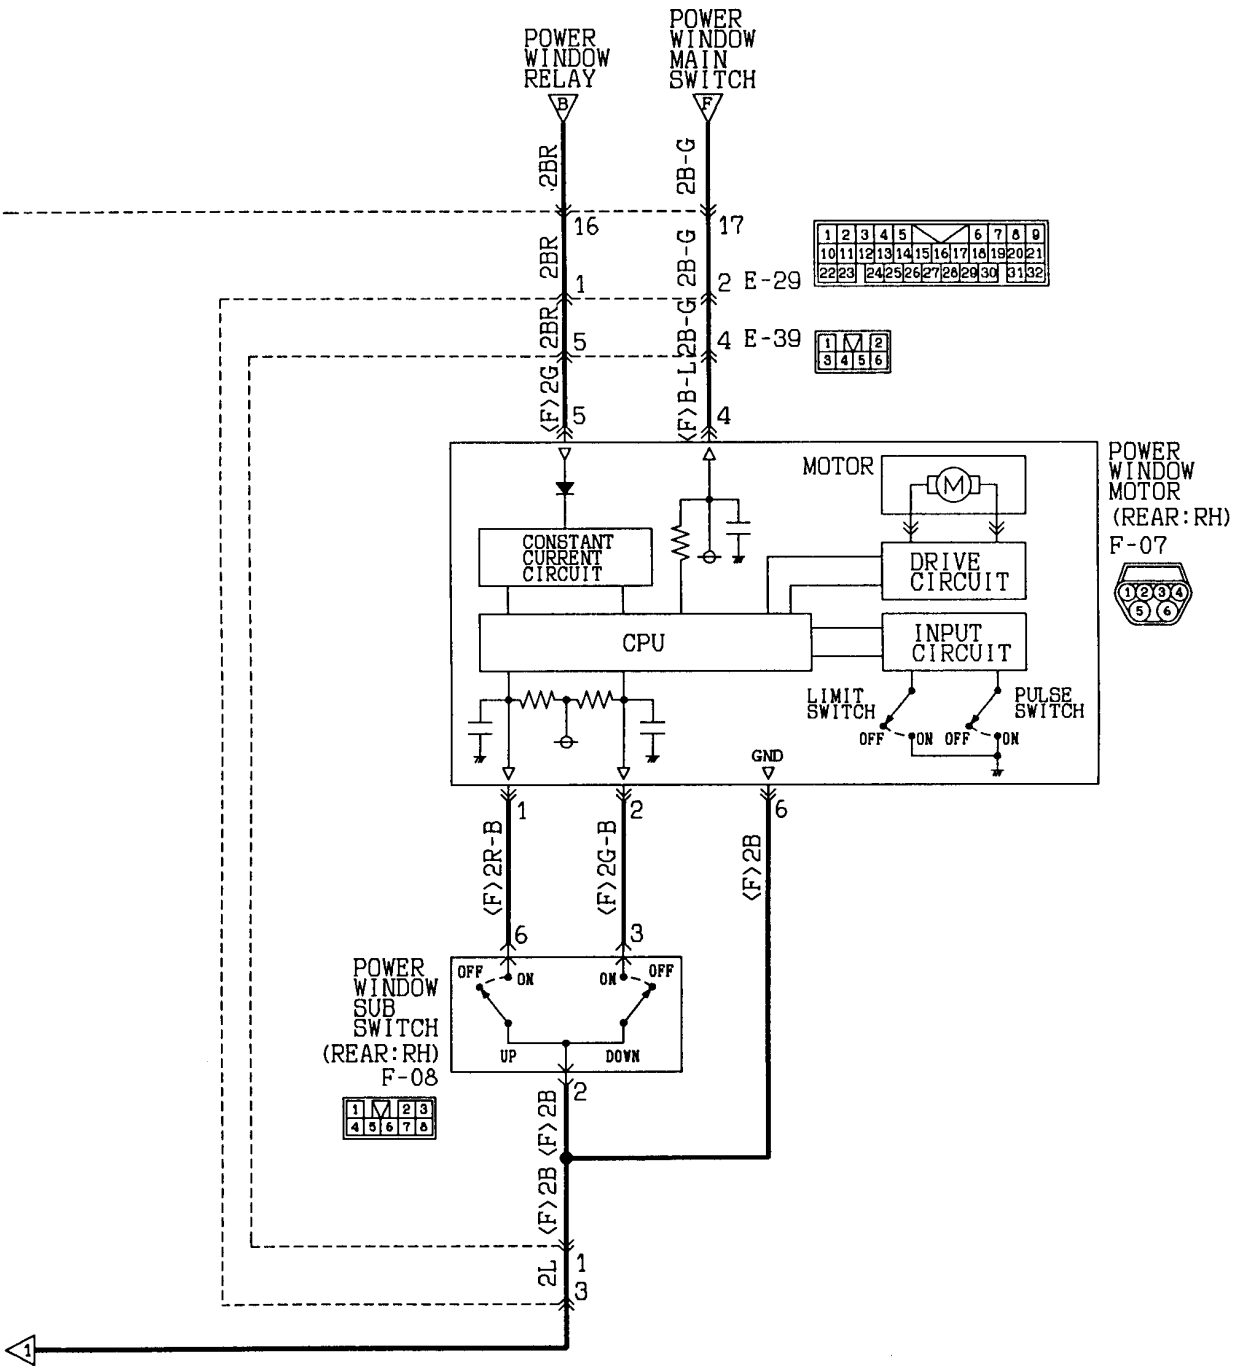 POWER
WINDOW
RELAY
POWER
WINDOW
MAIN
SWITCH
B
F
2BR
2B-G
16
17
2BR
2B-G
1
2
E-29
1 2 3 4 5 6 7 8 9
10 11 12 13 14 15 16 17 18 19 20 21
22 23 24 25 26 27 28 29 30 31 32
2BR
2B-G
5
4
E-39
1 2
3 4 5 6
<F>2G
<F>B-L
5
4
POWER
WINDOW
MOTOR
(REAR:RH)
F-07
1 2 3 4
5 6
MOTOR
M
CONSTANT
CURRENT
CIRCUIT
DRIVE
CIRCUIT
CPU
INPUT
CIRCUIT
LIMIT
SWITCH
PULSE
SWITCH
OFF
ON
OFF
ON
GND
1
2
6
<F>2R-B
<F>2G-B
<F>2B
6
3
POWER
WINDOW
SUB
SWITCH
(REAR:RH)
F-08
1 2 3
4 5 6 7 8
OFF
ON
ON
OFF
UP
DOWN
2
<F>2B
<F>2B
1
2L
3
1